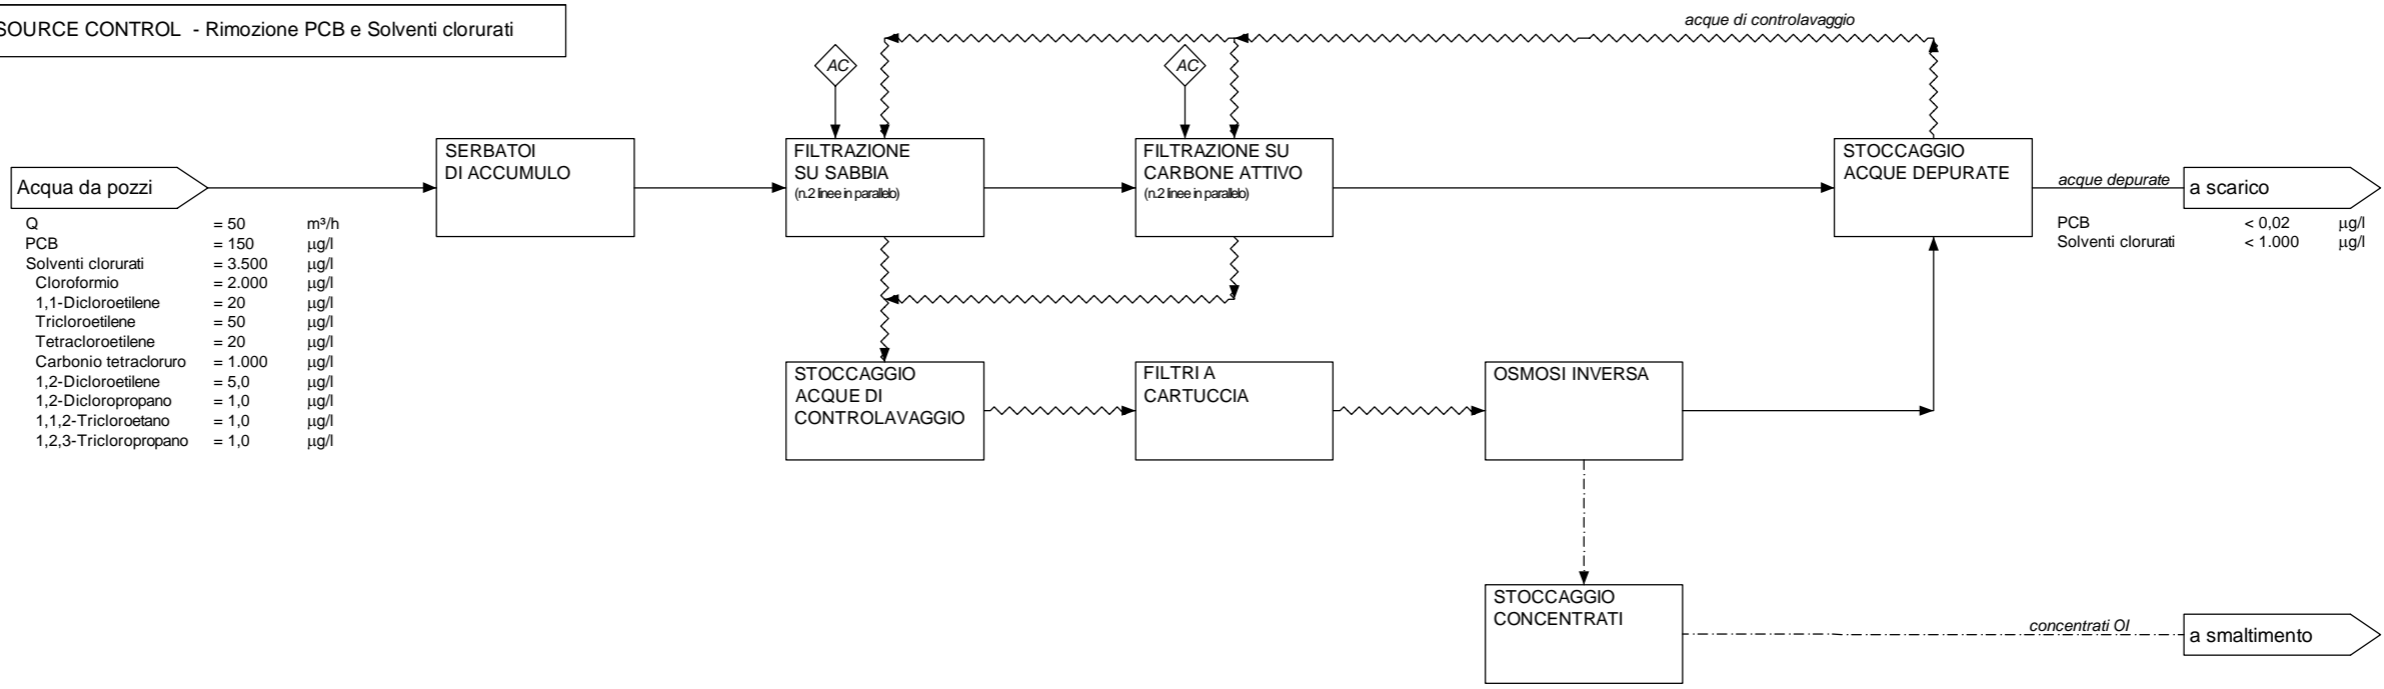 SOURCE CONTROL - Rimozione PCB e Solventi clorurati
acque di controlavaggio
AC
AC
SERBATOI
DI ACCUMULO
FILTRAZIONE
SU SABBIA
(n.2 linee in parallelo)
FILTRAZIONE SU
CARBONE ATTIVO
(n.2 linee in parallelo)
STOCCAGGIO
ACQUE DEPURATE
Acqua da pozzi
acque depurate
a scarico
Q = 50 m³/h
PCB = 150 µg/l
Solventi clorurati = 3.500 µg/l
Cloroformio = 2.000 µg/l
1,1-Dicloroetilene = 20 µg/l
Tricloroetilene = 50 µg/l
Tetracloroetilene = 20 µg/l
Carbonio tetracloruro = 1.000 µg/l
1,2-Dicloroetilene = 5,0 µg/l
1,2-Dicloropropano = 1,0 µg/l
1,1,2-Tricloroetano = 1,0 µg/l
1,2,3-Tricloropropano = 1,0 µg/l
PCB < 0,02 µg/l
Solventi clorurati < 1.000 µg/l
STOCCAGGIO
ACQUE DI
CONTROLAVAGGIO
FILTRI A
CARTUCCIA
OSMOSI INVERSA
STOCCAGGIO
CONCENTRATI
concentrati OI
a smaltimento